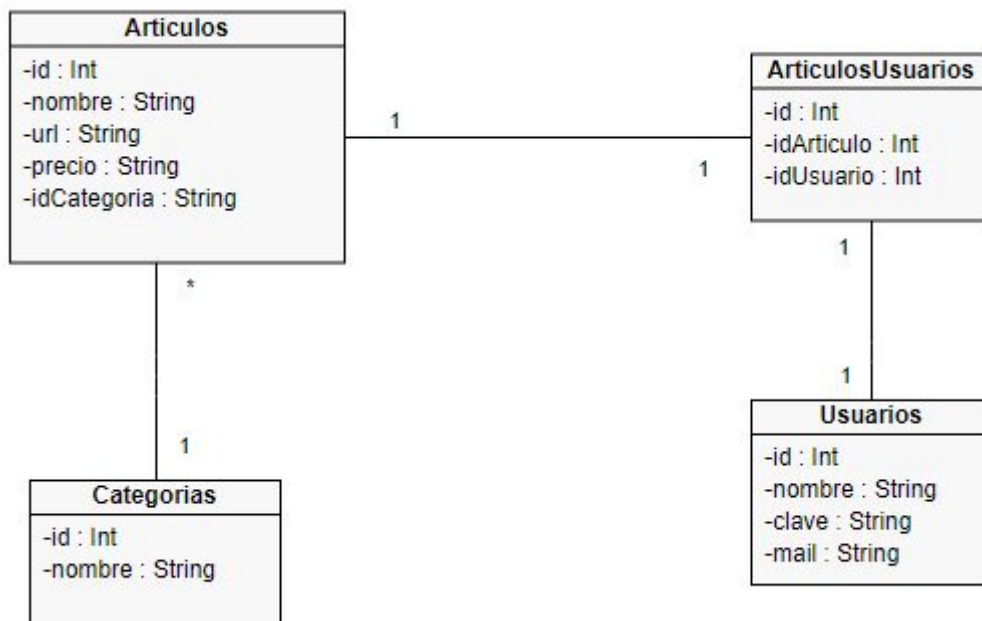 Articulos
-id : Int
-nombre : String
-url : String
-precio : String
-idCategoria : String
1
1
ArticulosUsuarios
-id : Int
-idArticulo : Int
-idUsuario : Int
1
1
Usuarios
-id : Int
-nombre : String
-clave : String
-mail : String
*
1
Categorias
-id : Int
-nombre : String